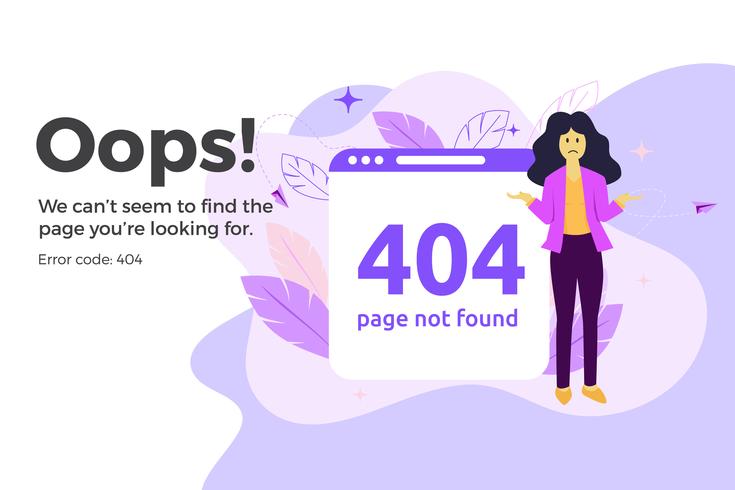 Oops!
We can’t seem to find the
page you’re looking for.
Error code: 404
404
page not found